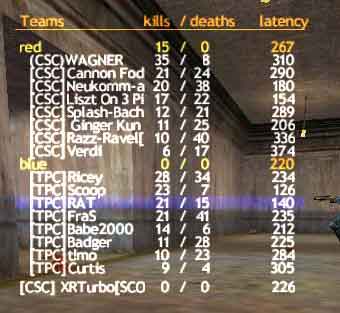 Teams kills / deaths latency
red 15 / 0 267
(CSC)WAGNER 35 / 8 310
[CSC]Cannon Fod 21 / 24 290
[CSC]Neukomm-a 20 / 38 180
[CSC]Liszt On 3 Pi 17 / 22 154
[CSC]Splash-Bach 12 / 21 289
[CSC] Ginger Kun 11 / 25 206
[CSC]Razz-Ravel[ 10 / 40 336
[CSC]Verdi 6 / 17 374
blue 0 / 0 220
[TPC]Ricey 28 / 34 234
[TPC]Scoop 23 / 7 126
[TPC]RAT 21 / 15 140
[TPC]FraS 21 / 41 235
[TPC]Babe2000 14 / 6 212
[TPC]Badger 11 / 28 225
[TPC]tImo 10 / 23 284
[TPC]Curtis 9 / 4 305
[CSC] XRTurbo[SCO 0 / 0 226